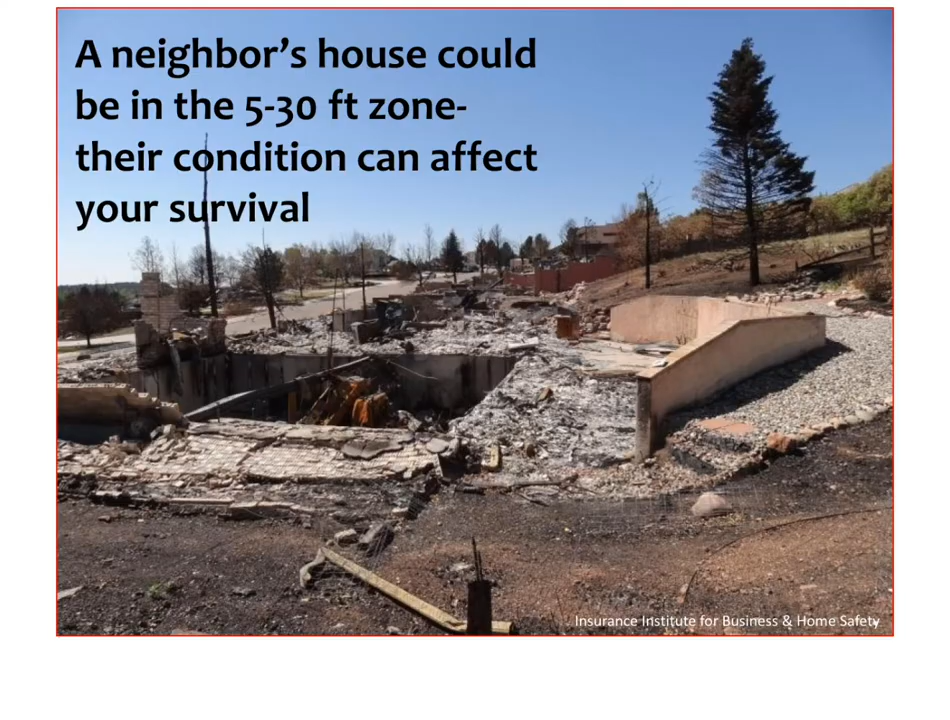 A neighbor’s house could
be in the 5-30 ft zone-
their condition can affect
your survival
Insurance Institute for Business & Home Safety